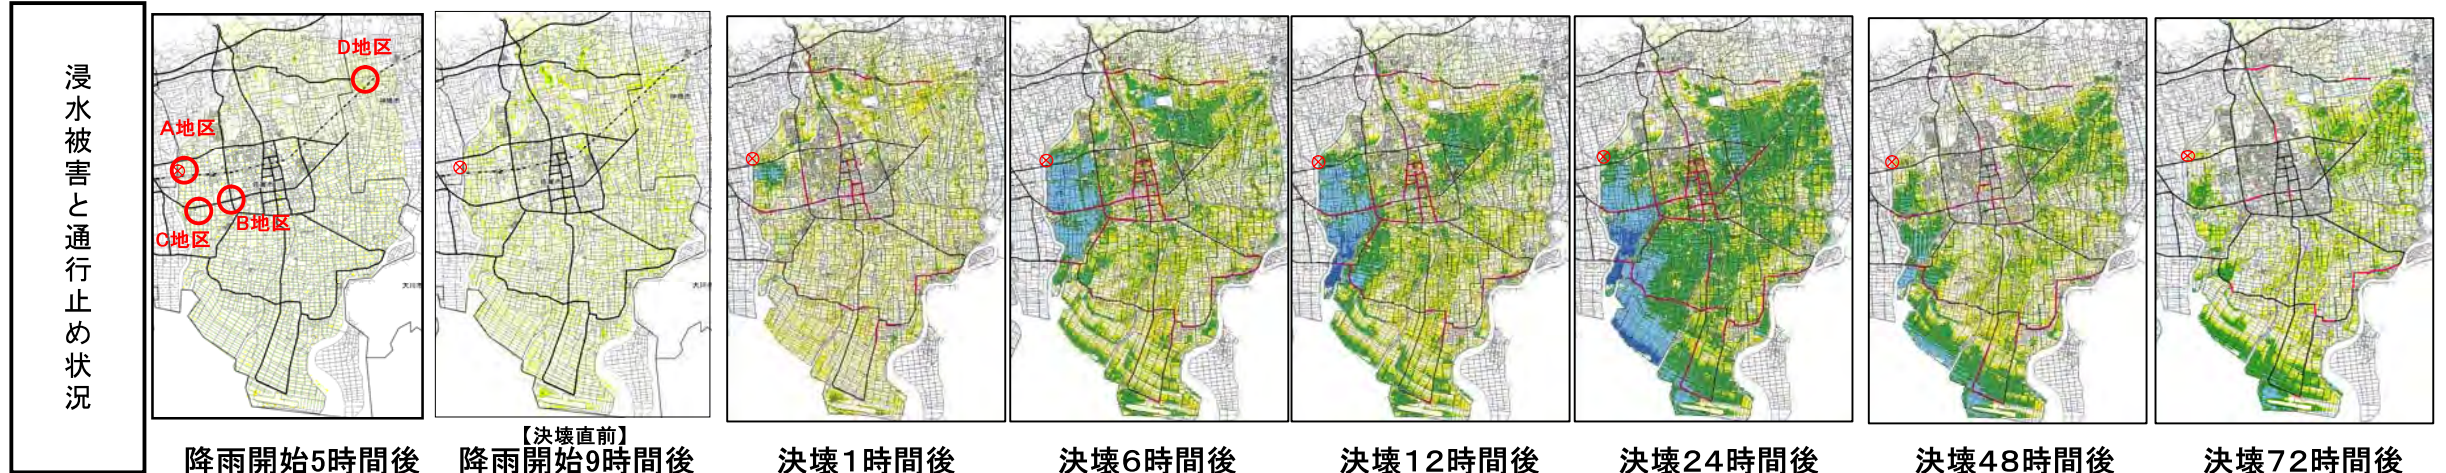 浸水被害と通行止め状況
D地区
A地区
B地区
C地区
【決壊直前】
降雨開始5時間後
降雨開始9時間後
決壊1時間後
決壊6時間後
決壊12時間後
決壊24時間後
決壊48時間後
決壊72時間後